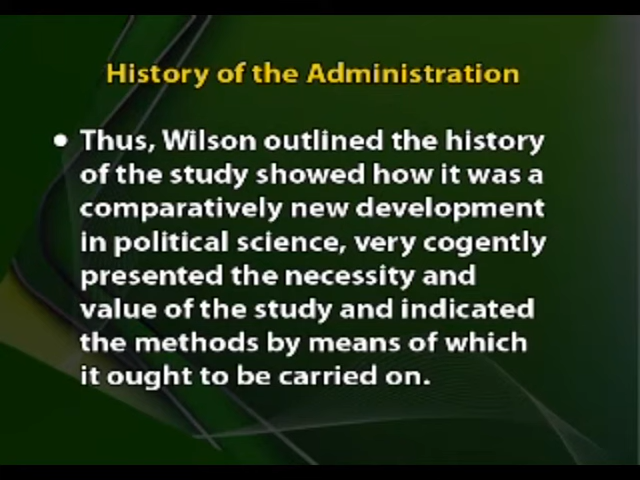 History of the Administration
• Thus, Wilson outlined the history
of the study showed how it was a
comparatively new development
in political science, very cogently
presented the necessity and
value of the study and indicated
the methods by means of which
it ought to be carried on.